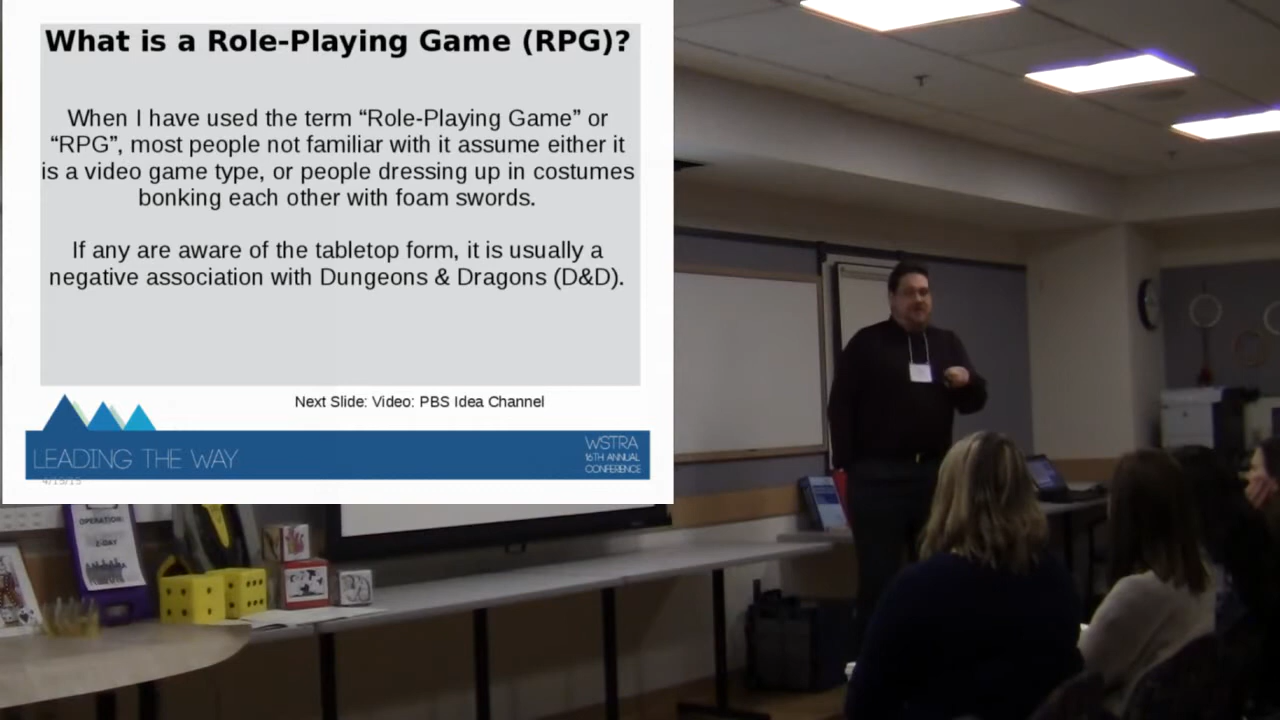 What is a Role-Playing Game (RPG)?
When I have used the term “Role-Playing Game” or
“RPG”, most people not familiar with it assume either it
is a video game type, or people dressing up in costumes
bonking each other with foam swords.
If any are aware of the tabletop form, it is usually a
negative association with Dungeons & Dragons (D&D).
Next Slide: Video: PBS Idea Channel
LEADING THE WAY
WSTRA
16TH ANNUAL
CONFERENCE
OPERATION: